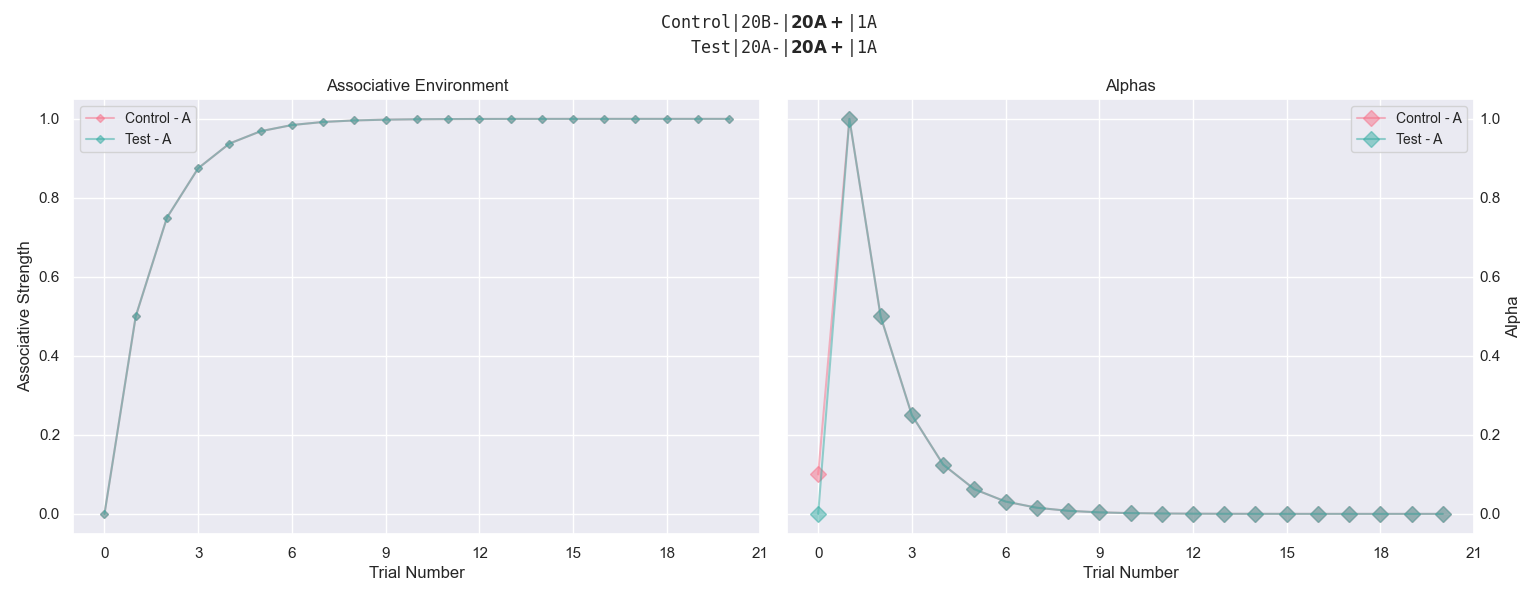 Control|20B-|20A+|1A
Test|20A-|20A+|1A
Associative Environment
Alphas
Control - A
Test - A
Control - A
Test - A
Associative Strength
1.0
0.8
0.6
0.4
0.2
0.0
0 3 6 9 12 15 18 21
Trial Number
1.0
0.8
0.6
0.4
0.2
0.0
Alpha
0 3 6 9 12 15 18 21
Trial Number